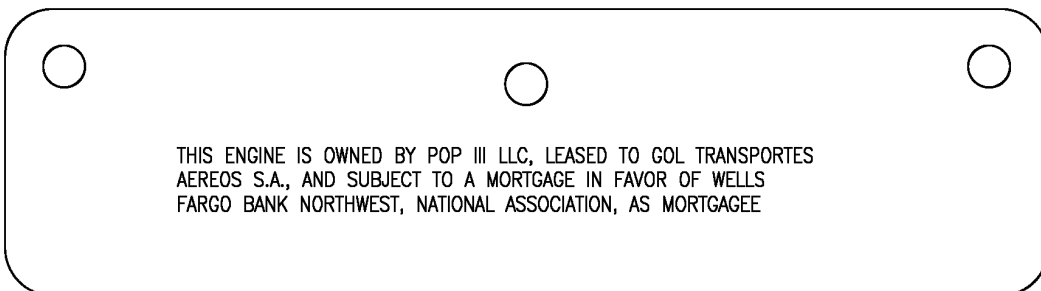 THIS ENGINE IS OWNED BY POP III LLC, LEASED TO GOL TRANSPORTES
AEREOS S.A., AND SUBJECT TO A MORTGAGE IN FAVOR OF WELLS
FARGO BANK NORTHWEST, NATIONAL ASSOCIATION, AS MORTGAGEE